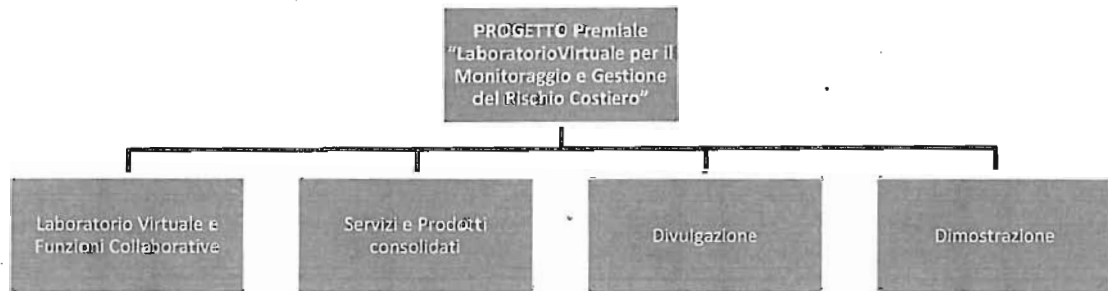 PROGETTO Premiale
"LaboratorioVirtuale per il
Monitoraggio e Gestione
del Rischio Costiero"
Laboratorio Virtuale e
Funzioni Collaborative
Servizi e Prodotti
consolidati
Divulgazione
Dimostrazione